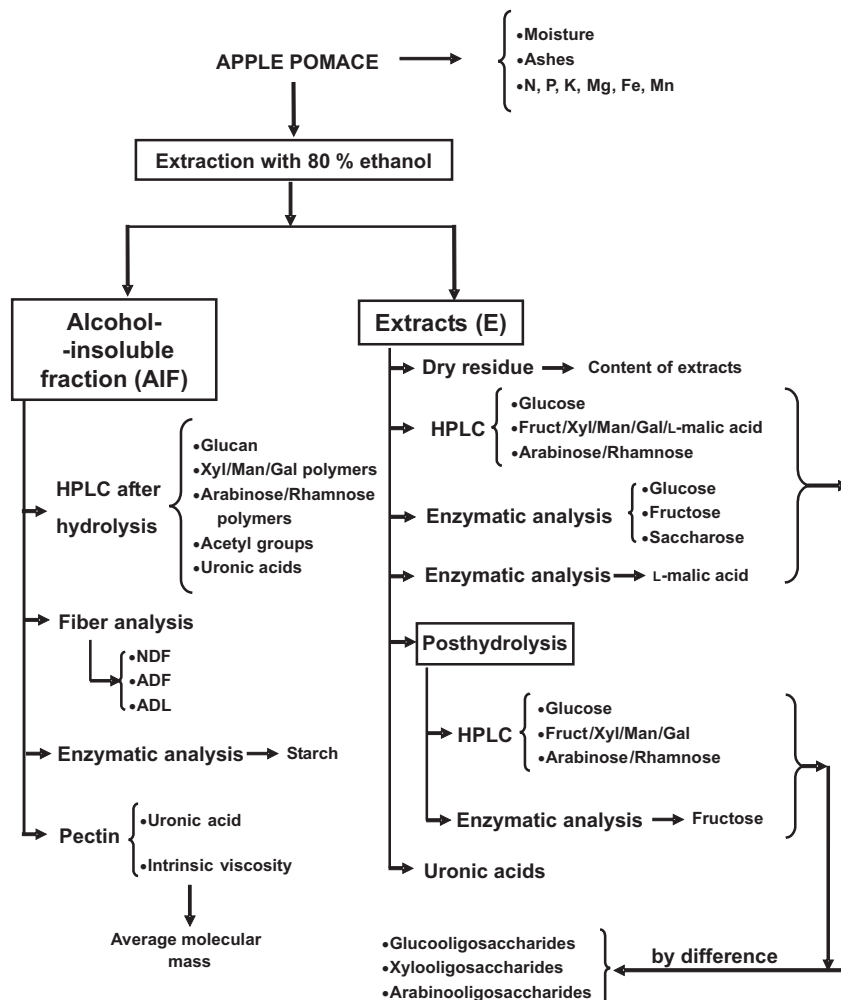 APPLE POMACE
•Moisture
•Ashes
•N, P, K, Mg, Fe, Mn
Extraction with 80 % ethanol
Alcohol-
-insoluble
fraction (AIF)
HPLC after
hydrolysis
•Glucan
•Xyl/Man/Gal polymers
•Arabinose/Rhamnose
polymers
•Acetyl groups
•Uronic acids
Fiber analysis
•NDF
•ADF
•ADL
Enzymatic analysis
Starch
Pectin
•Uronic acid
•Intrinsic viscosity
Average molecular
mass
Extracts (E)
Dry residue
Content of extracts
HPLC
•Glucose
•Fruct/Xyl/Man/Gal/L-malic acid
•Arabinose/Rhamnose
Enzymatic analysis
•Glucose
•Fructose
•Saccharose
Enzymatic analysis
L-malic acid
Posthydrolysis
HPLC
•Glucose
•Fruct/Xyl/Man/Gal
•Arabinose/Rhamnose
Enzymatic analysis
Fructose
Uronic acids
by difference
•Glucooligosaccharides
•Xylooligosaccharides
•Arabinooligosaccharides